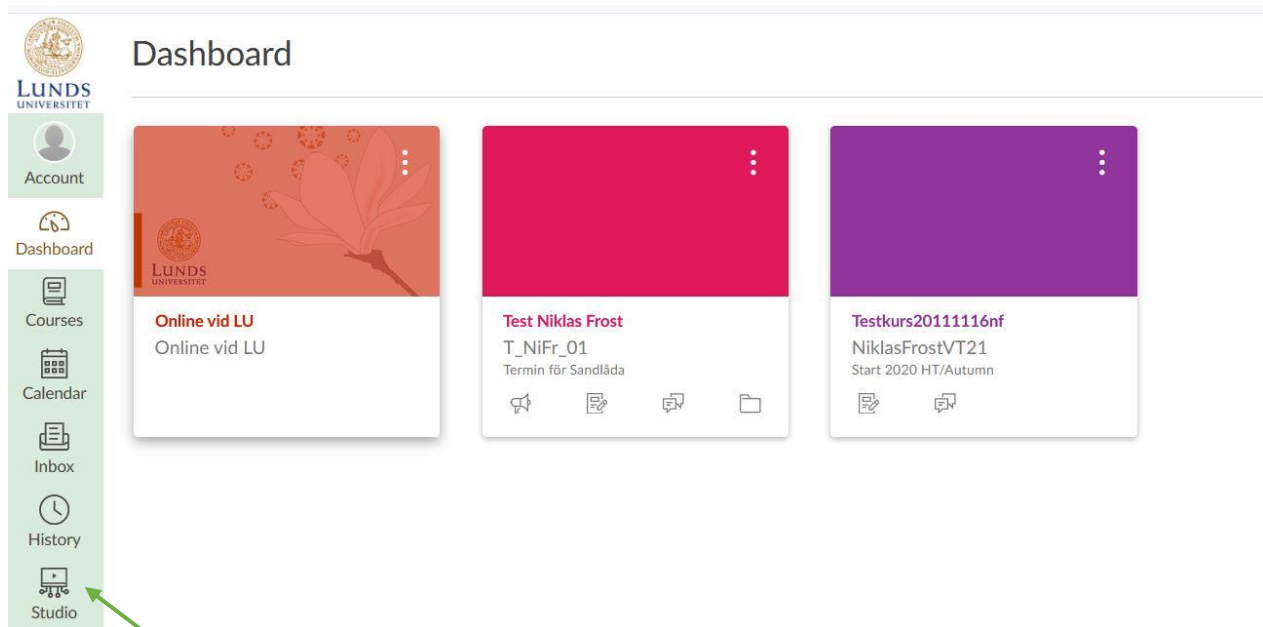 LUNDS
UNIVERSITET
Dashboard
Account
Dashboard
Courses
Calendar
Inbox
History
Studio
LUNDS
UNIVERSITET
Online vid LU
Online vid LU
Test Niklas Frost
T_NiFr_01
Termin för Sandlåda
Testkurs20111116nf
NiklasFrostVT21
Start 2020 HT/Autumn